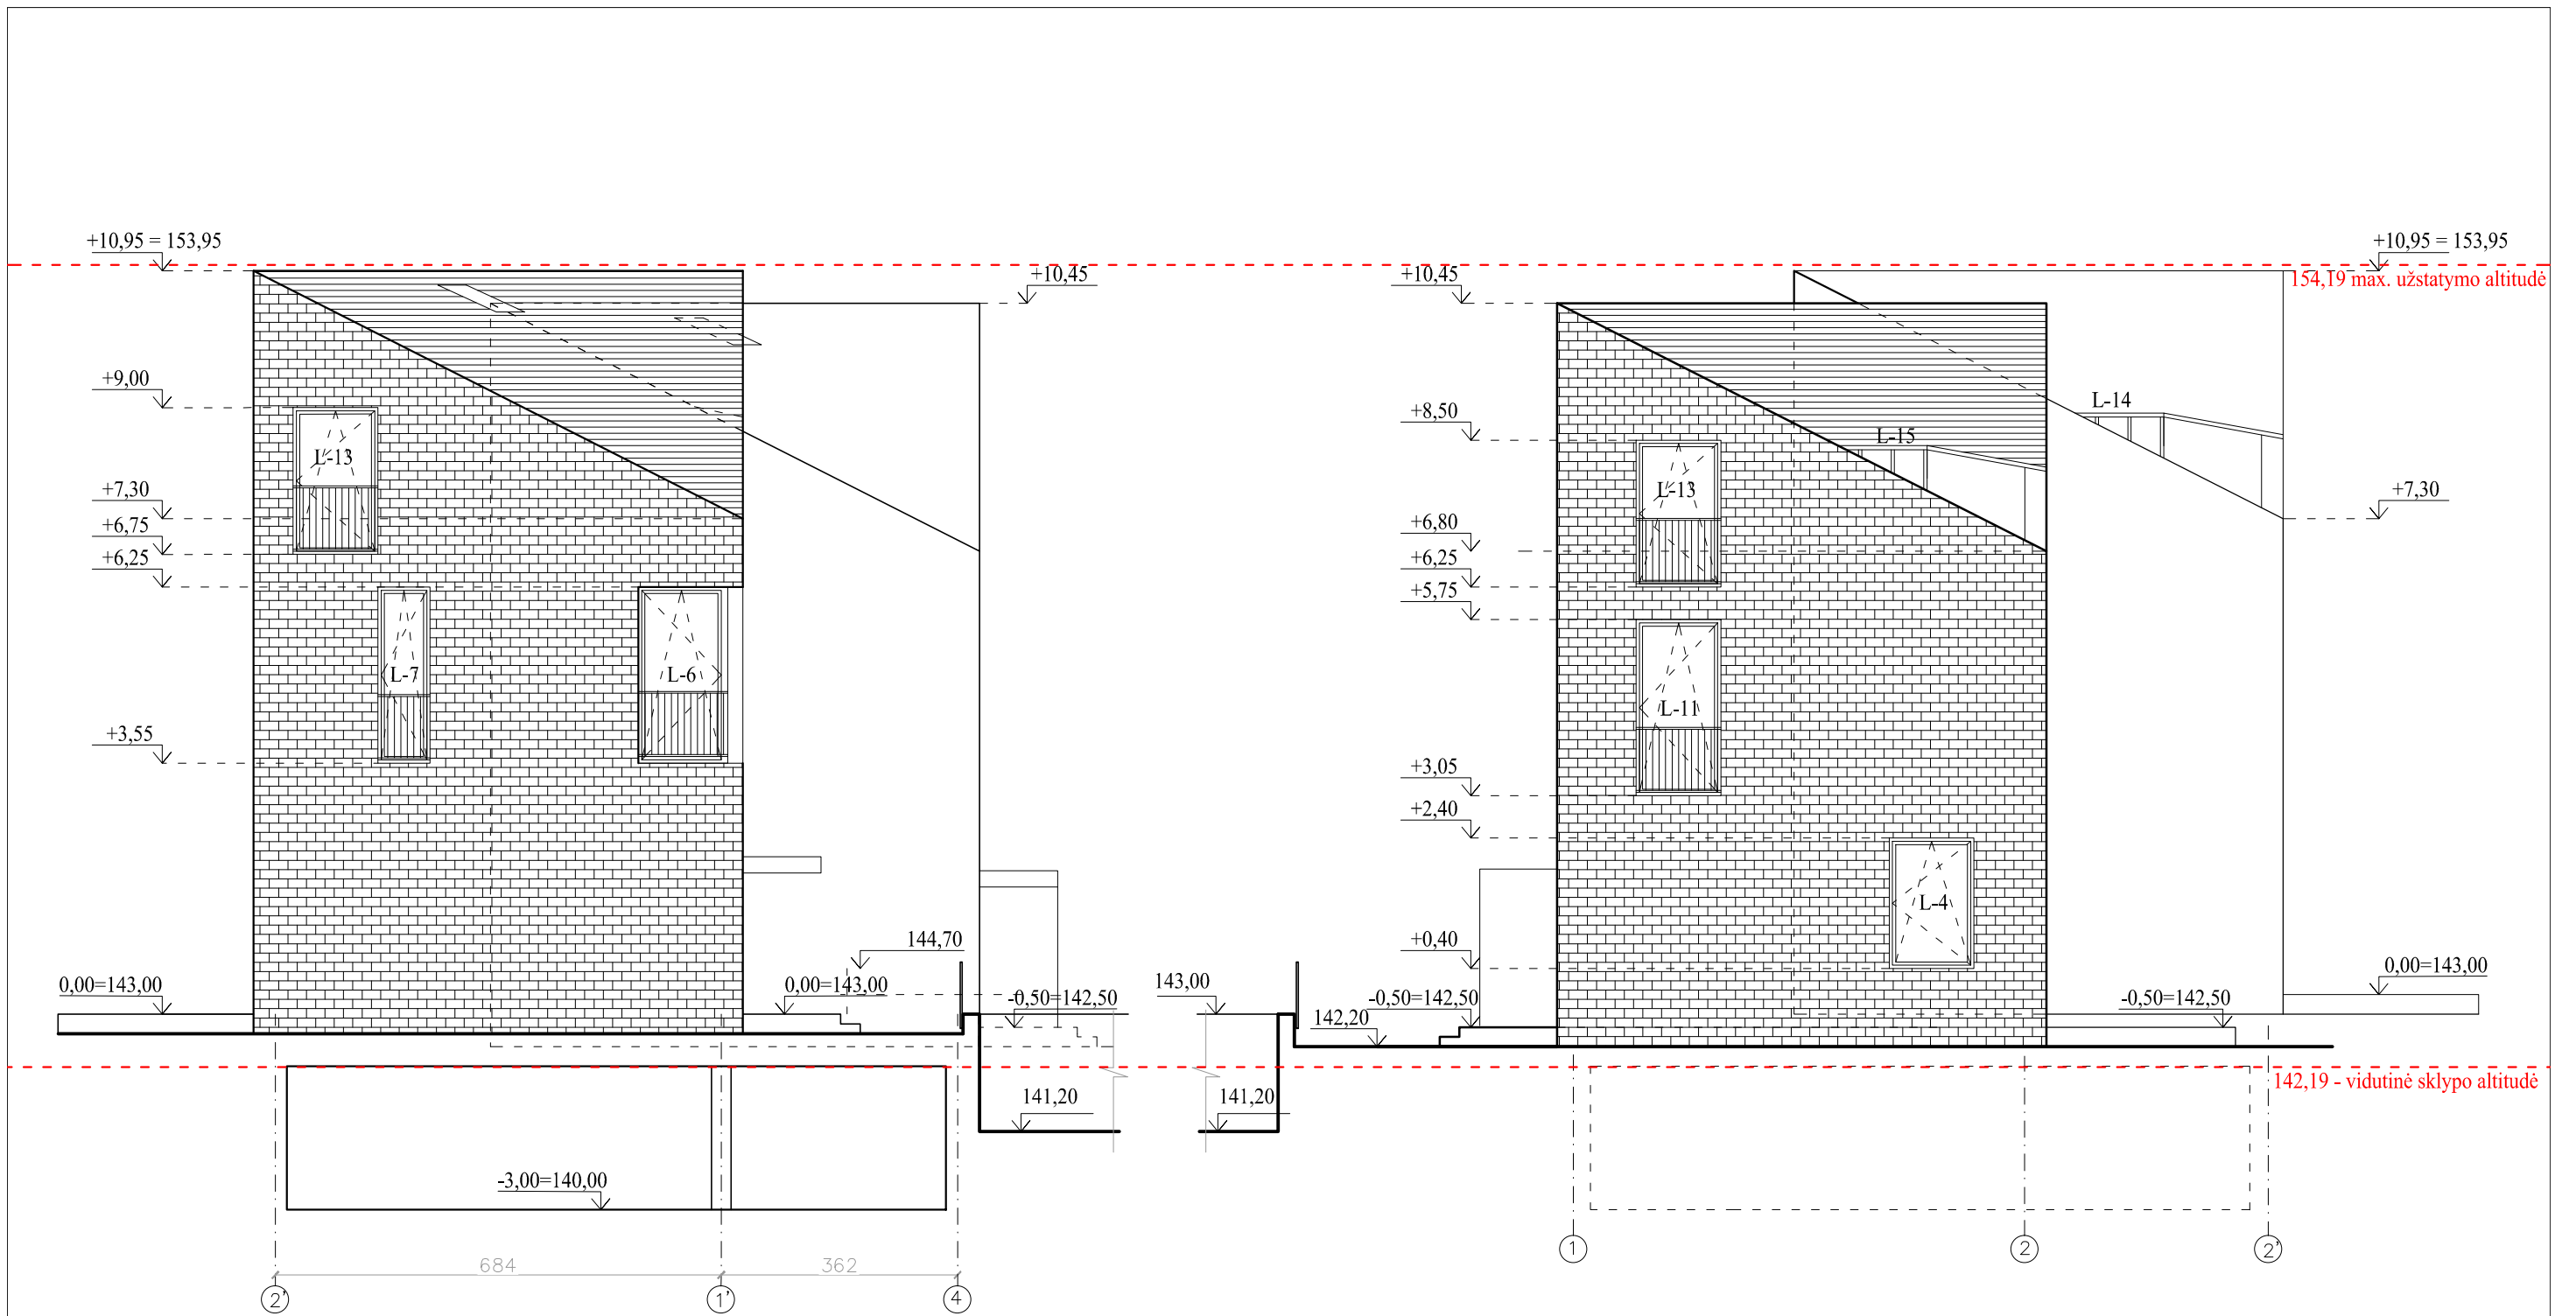 +10,95 = 153,95
+10,45
+9,00
L-13
+7,30
+6,75
+6,25
L-7
L-6
+3,55
144,70
0,00=143,00
0,00=143,00
-0,50=142,50
141,20
-3,00=140,00
684
362
2'
1'
4
+10,95 = 153,95
154,19 max. užstatymo altitudė
+10,45
L-14
L-15
+8,50
L-13
+7,30
+6,80
+6,25
+5,75
L-11
+3,05
+2,40
L-4
+0,40
143,00
-0,50=142,50
142,20
-0,50=142,50
0,00=143,00
142,19 - vidutinė sklypo altitudė
141,20
1
2
2'